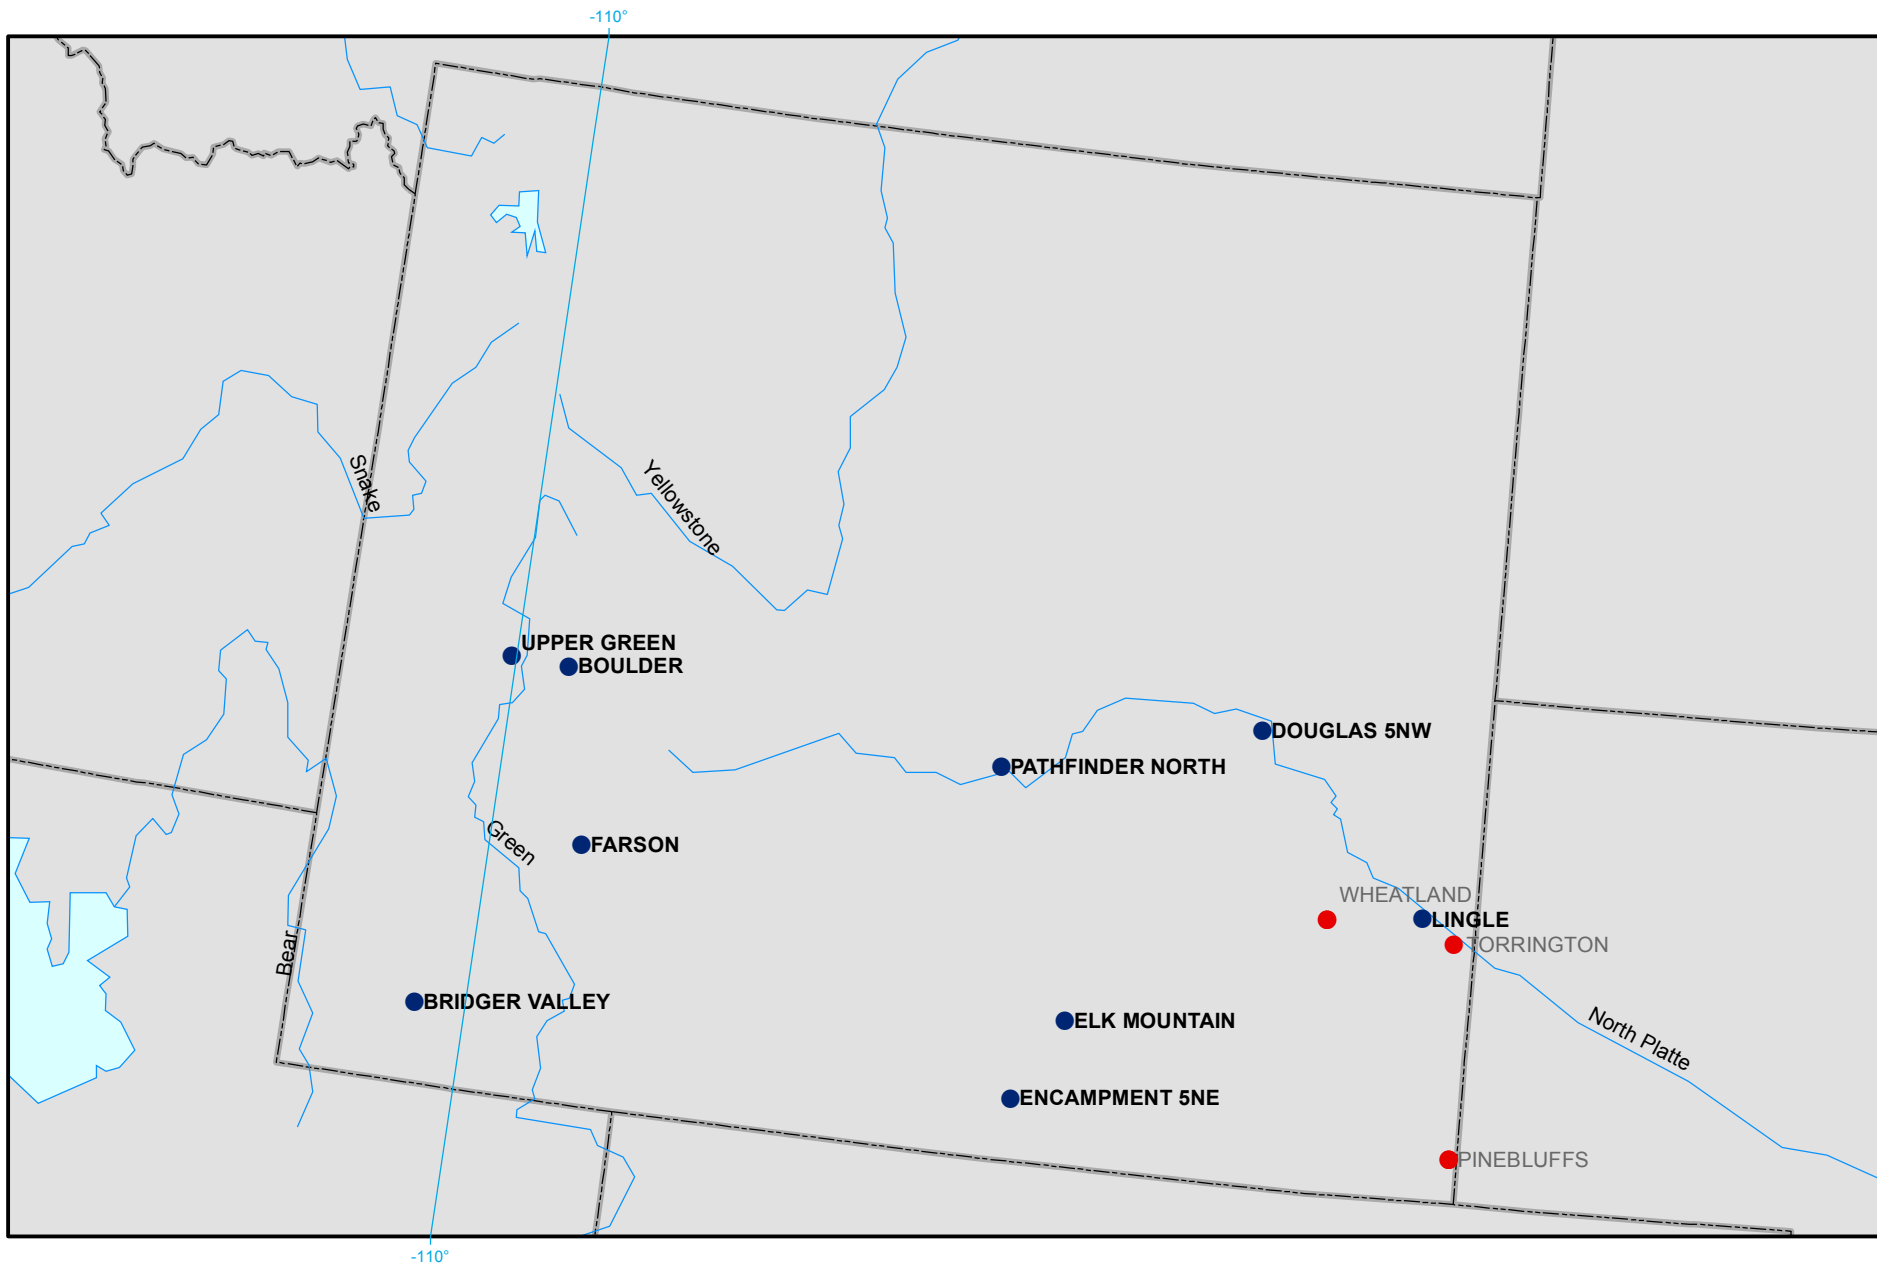 -110°
Snake
Yellowstone
UPPER GREEN
BOULDER
DOUGLAS 5NW
PATHFINDER NORTH
Green
FARSON
WHEATLAND
LINGLE
TORRINGTON
Bear
BRIDGER VALLEY
ELK MOUNTAIN
North Platte
ENCAMPMENT 5NE
PINEBLUFFS
-110°